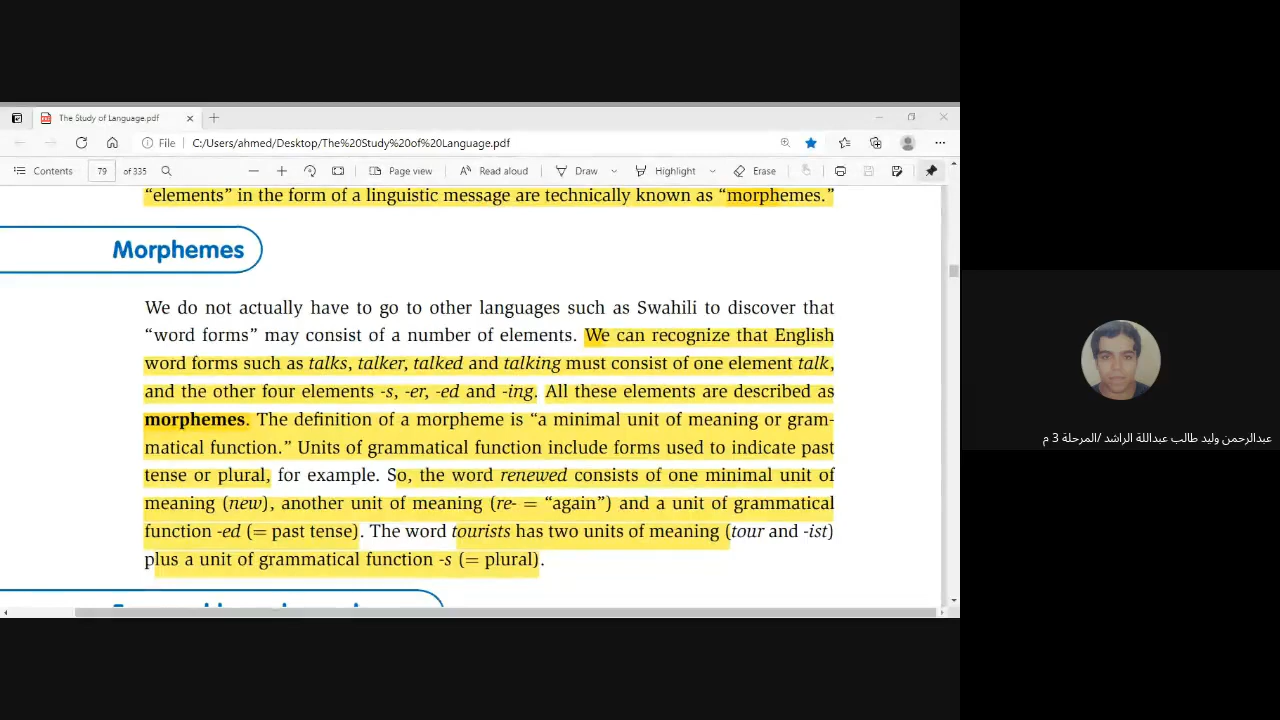 The Study of Language.pdf
File
C:/Users/ahmed/Desktop/The%20Study%20of%20Language.pdf
Contents
79
of 335
Page view
Read aloud
Draw
Highlight
Erase
“elements” in the form of a linguistic message are technically known as “morphemes.”
Morphemes
We do not actually have to go to other languages such as Swahili to discover that
“word forms” may consist of a number of elements. We can recognize that English
word forms such as talks, talker, talked and talking must consist of one element talk,
and the other four elements -s, -er, -ed and -ing. All these elements are described as
morphemes. The definition of a morpheme is “a minimal unit of meaning or gram-
matical function.” Units of grammatical function include forms used to indicate past
tense or plural, for example. So, the word renewed consists of one minimal unit of
meaning (new), another unit of meaning (re- = “again”) and a unit of grammatical
function -ed (= past tense). The word tourists has two units of meaning (tour and -ist)
plus a unit of grammatical function -s (= plural).
عبدالرحمن وليد طالب عبداللة الراشد /المرحلة 3 م